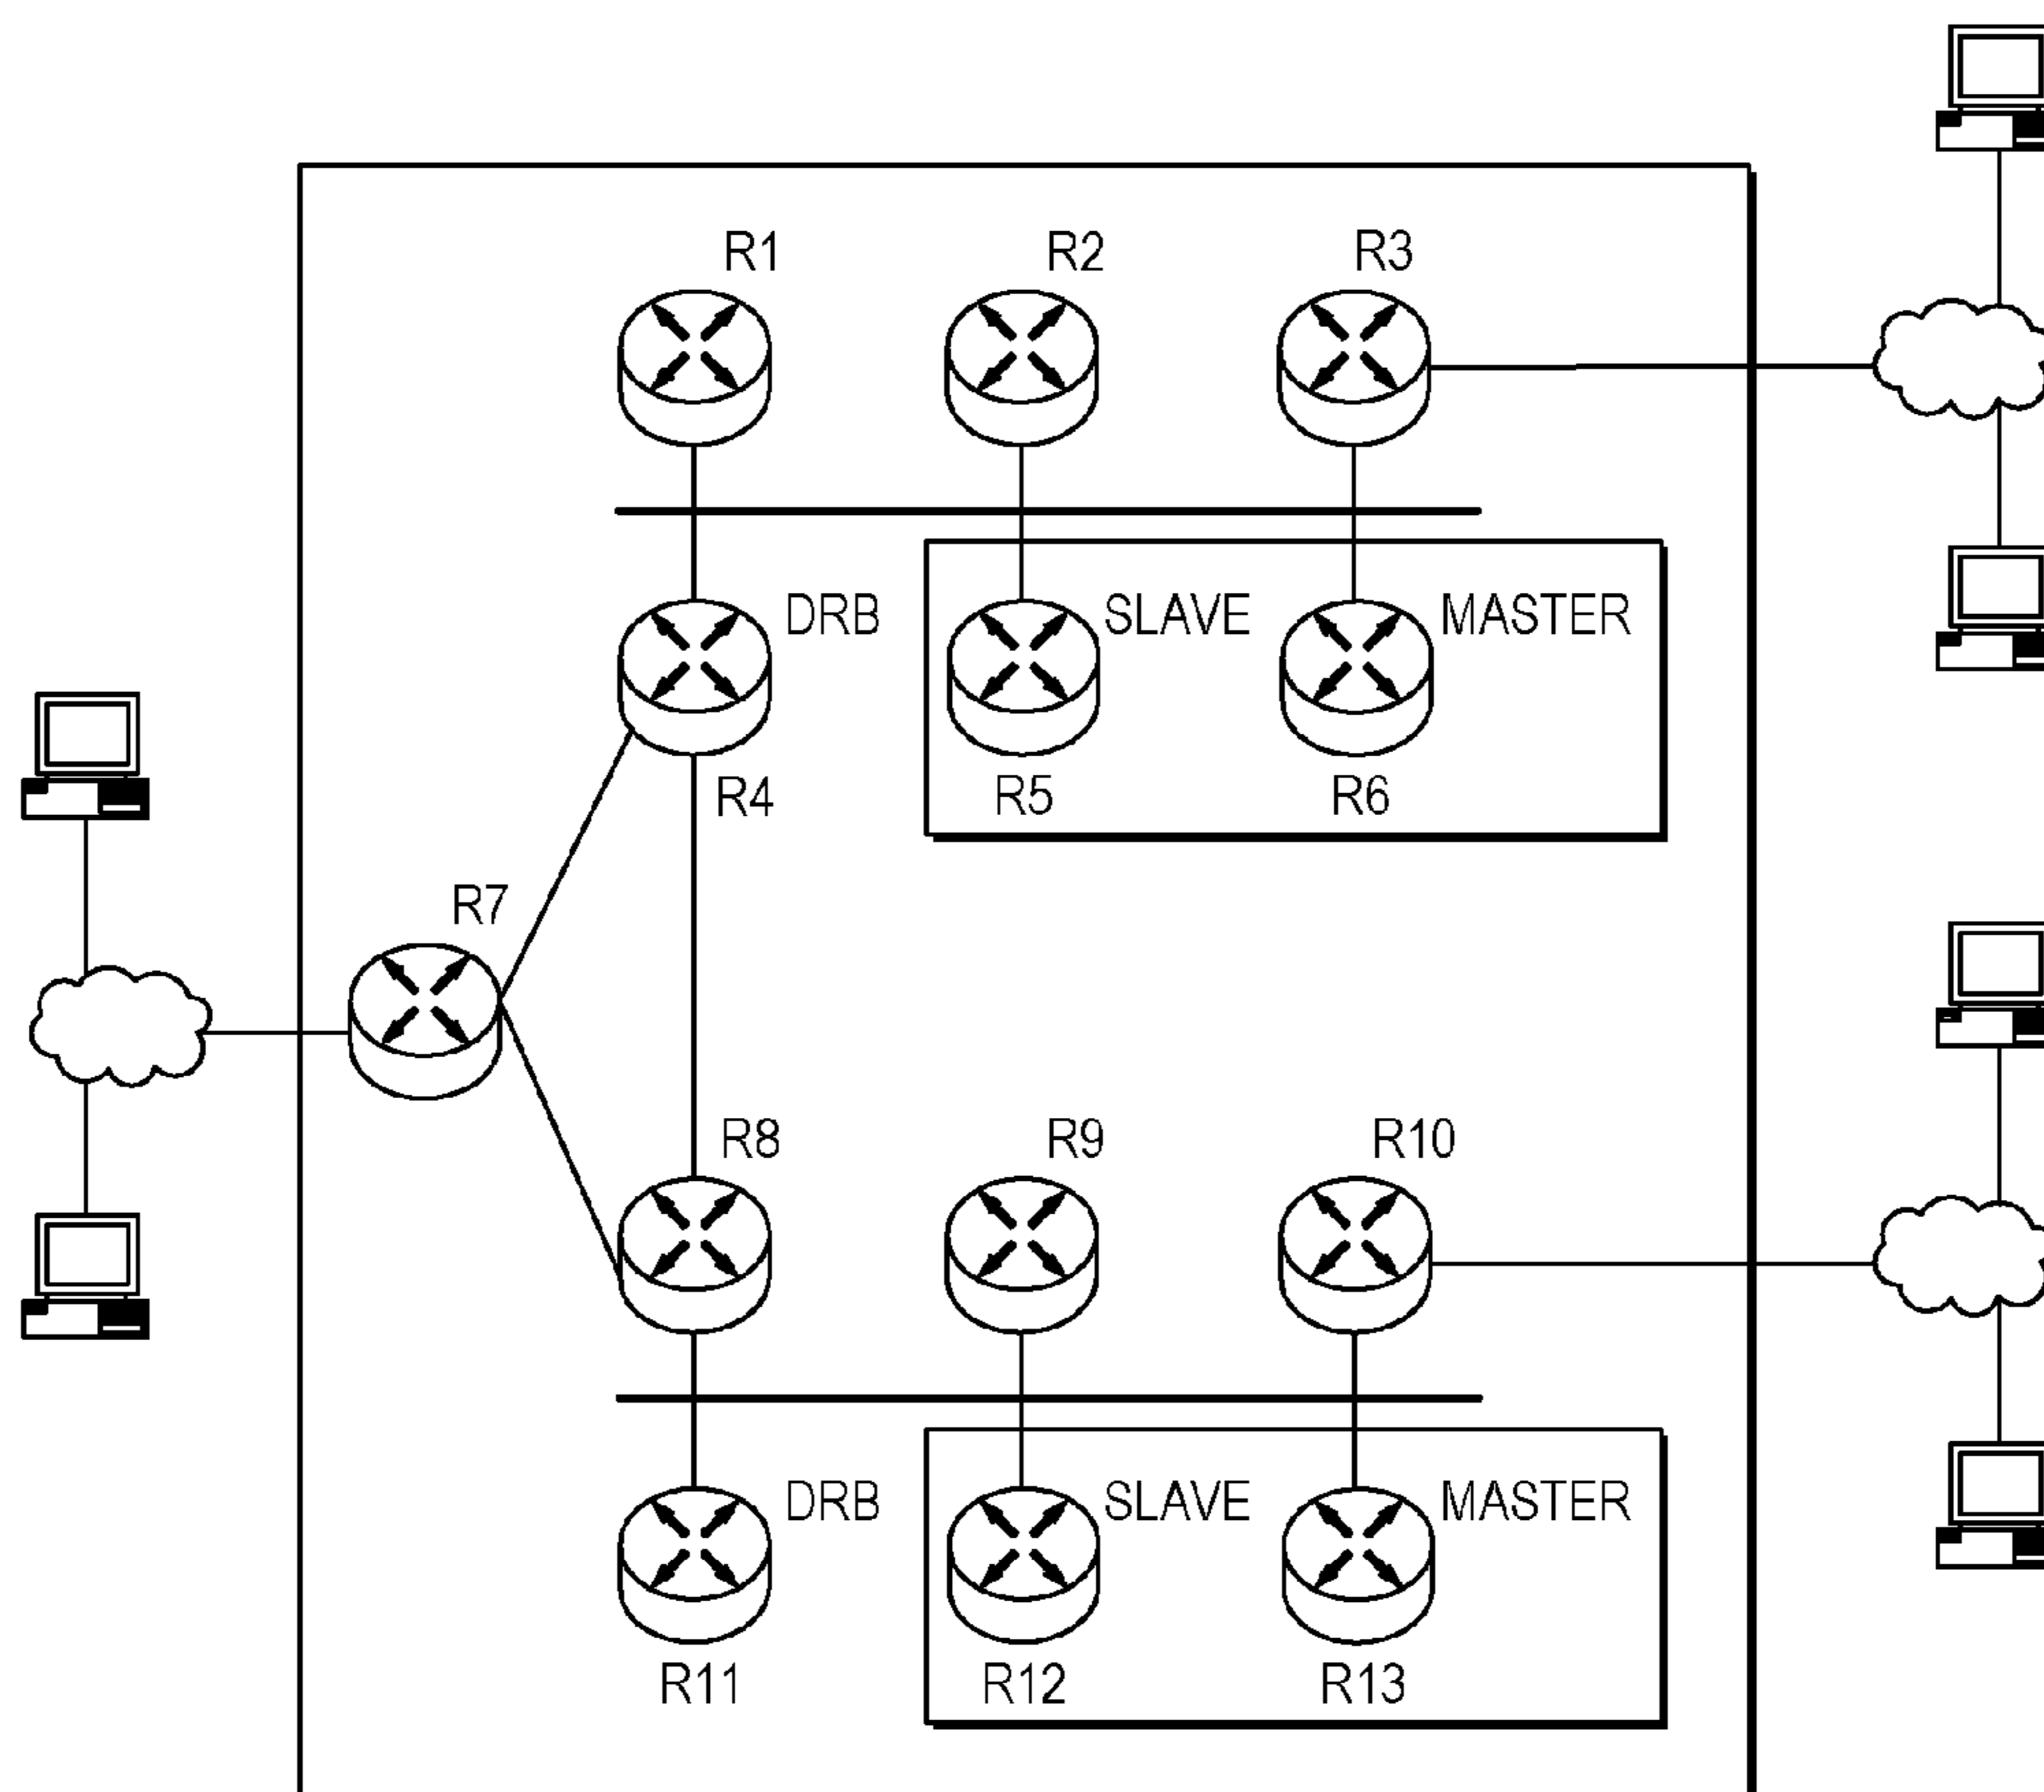 R1 R2 R3
DRB SLAVE MASTER
R4 R5 R6
R7
R8 R9 R10
DRB SLAVE MASTER
R11 R12 R13